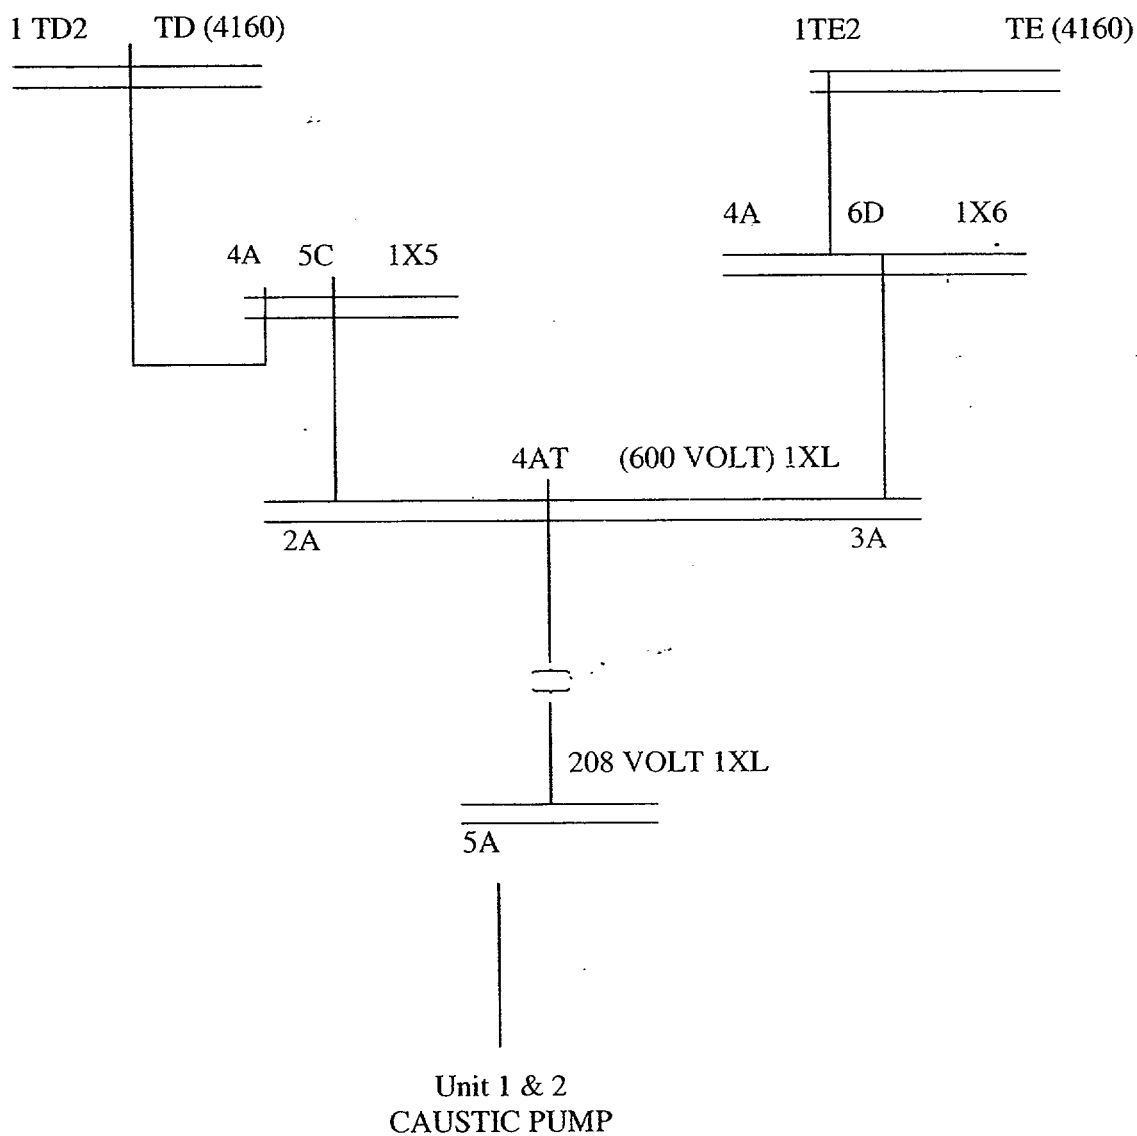 1 TD2 TD (4160) 1TE2 TE (4160)
4A 6D 1X6
4A 5C 1X5
4AT (600 VOLT) 1XL
2A 3A
208 VOLT 1XL
5A
Unit 1 & 2
CAUSTIC PUMP